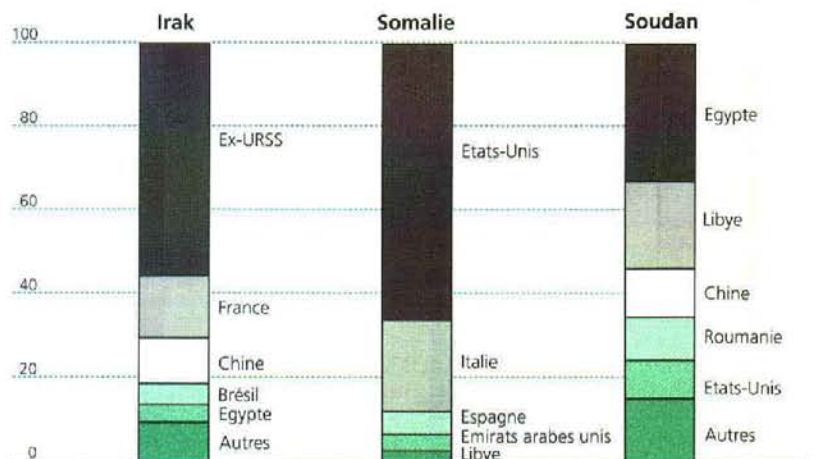 Irak
Somalie
Soudan
100
80
60
40
20
0
Ex-URSS
France
Chine
Brésil
Egypte
Autres
Etats-Unis
Italie
Espagne
Emirats arabes unis
Libye
Egypte
Libye
Chine
Roumanie
Etats-Unis
Autres